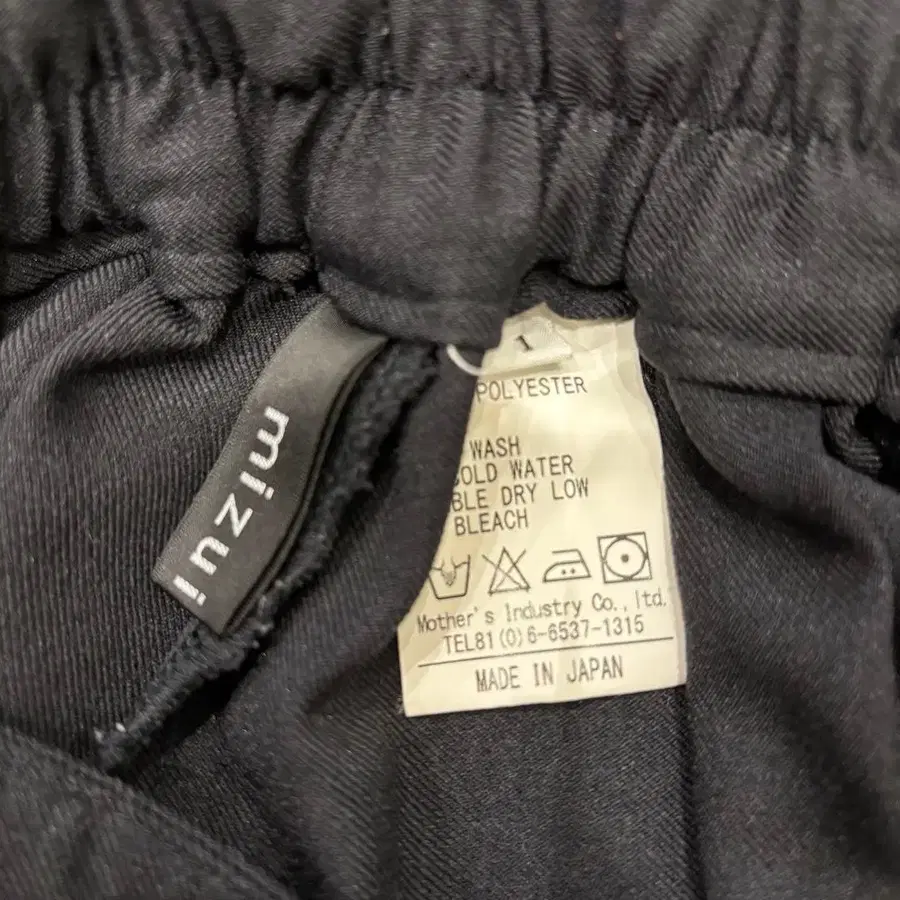 mizui
1
POLYESTER
WASH
COLD WATER
BLE DRY LOW
BLEACH
Mother's Industry Co., ltd.
TEL81(0)6-6537-1315
MADE IN JAPAN